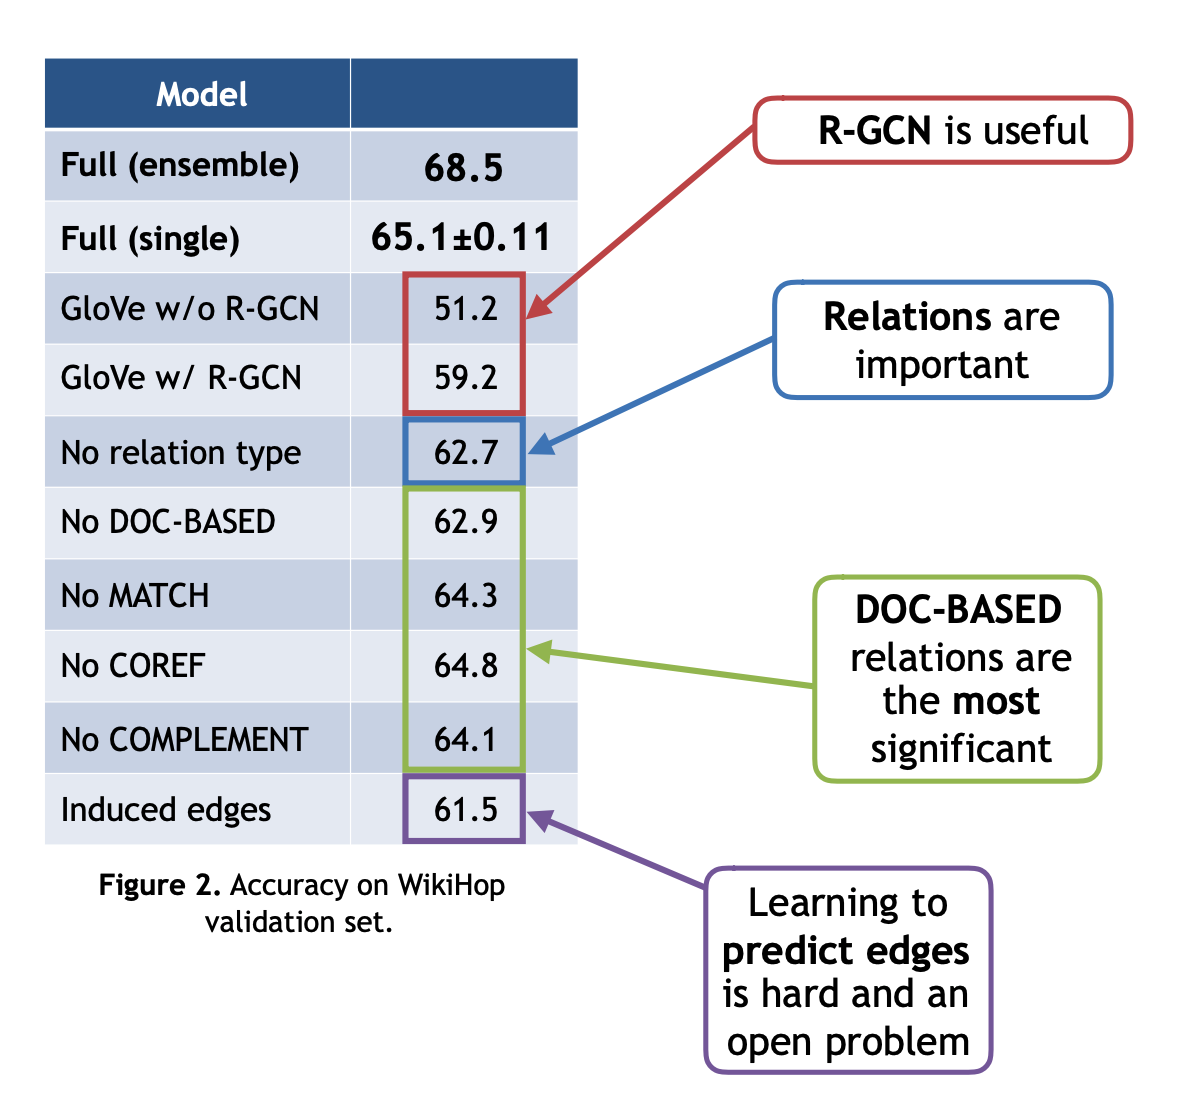 Model
Full (ensemble) 68.5
Full (single) 65.1±0.11
GloVe w/o R-GCN 51.2
GloVe w/ R-GCN 59.2
No relation type 62.7
No DOC-BASED 62.9
No MATCH 64.3
No COREF 64.8
No COMPLEMENT 64.1
Induced edges 61.5
Figure 2. Accuracy on WikiHop
validation set.
R-GCN is useful
Relations are
important
DOC-BASED
relations are
the most
significant
Learning to
predict edges
is hard and an
open problem